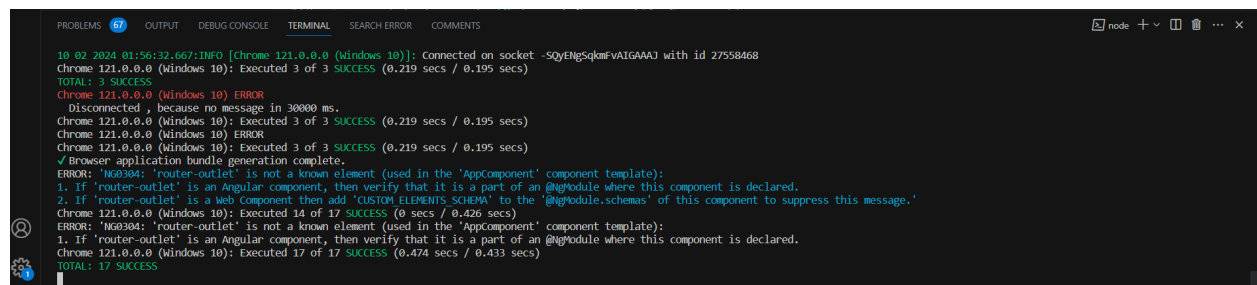 PROBLEMS 67 OUTPUT DEBUG CONSOLE TERMINAL SEARCH ERROR COMMENTS node
10 02 2024 01:56:32.667:INFO [Chrome 121.0.0.0 (Windows 10)]: Connected on socket -SQyENgSqkmFvAIGAAAJ with id 27558468
Chrome 121.0.0.0 (Windows 10): Executed 3 of 3 SUCCESS (0.219 secs / 0.195 secs)
TOTAL: 3 SUCCESS
Chrome 121.0.0.0 (Windows 10) ERROR
Disconnected , because no message in 30000 ms.
Chrome 121.0.0.0 (Windows 10): Executed 3 of 3 SUCCESS (0.219 secs / 0.195 secs)
Chrome 121.0.0.0 (Windows 10) ERROR
Chrome 121.0.0.0 (Windows 10): Executed 3 of 3 SUCCESS (0.219 secs / 0.195 secs)
✓ Browser application bundle generation complete.
ERROR: 'NG0304: 'router-outlet' is not a known element (used in the 'AppComponent' component template):
1. If 'router-outlet' is an Angular component, then verify that it is a part of an @NgModule where this component is declared.
2. If 'router-outlet' is a Web Component then add 'CUSTOM_ELEMENTS_SCHEMA' to the '@NgModule.schemas' of this component to suppress this message.'
Chrome 121.0.0.0 (Windows 10): Executed 14 of 17 SUCCESS (0 secs / 0.426 secs)
ERROR: 'NG0304: 'router-outlet' is not a known element (used in the 'AppComponent' component template):
1. If 'router-outlet' is an Angular component, then verify that it is a part of an @NgModule where this component is declared.
Chrome 121.0.0.0 (Windows 10): Executed 17 of 17 SUCCESS (0.474 secs / 0.433 secs)
TOTAL: 17 SUCCESS
1